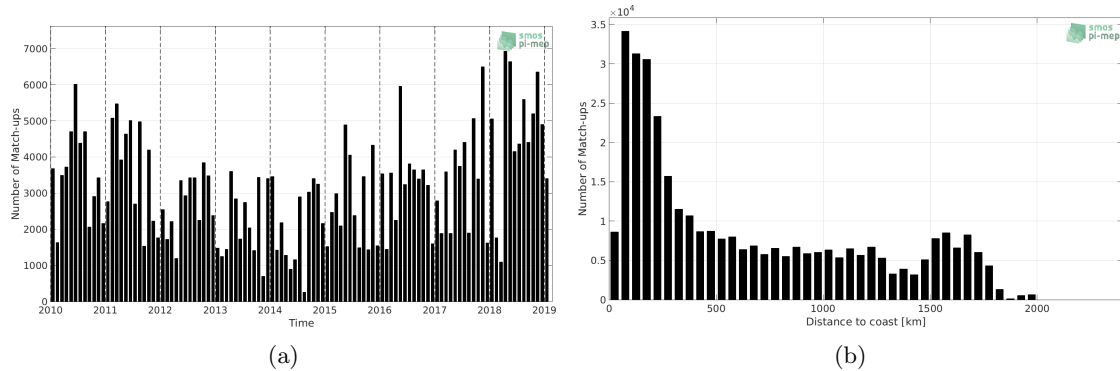 smos
pi-mep
7000
6000
5000
4000
3000
2000
1000
0
Number of Match-ups
2010 2011 2012 2013 2014 2015 2016 2017 2018 2019
Time
(a)
×10⁴
smos
pi-mep
3.5
3
2.5
2
1.5
1
0.5
0
Number of Match-ups
0 500 1000 1500 2000
Distance to coast [km]
(b)